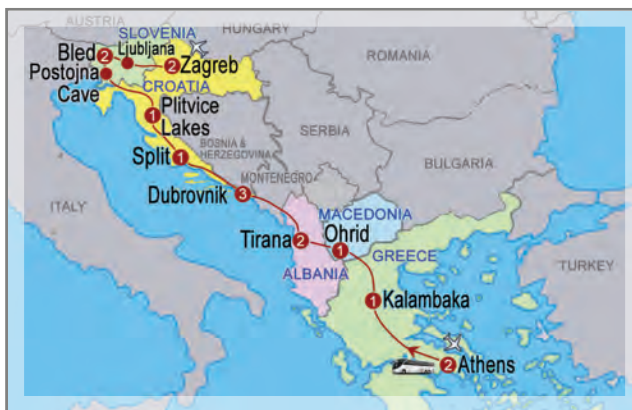 AUSTRIA
HUNGARY
SLOVENIA
Bled
2
Ljubljana
2
Zagreb
ROMANIA
Postojna
Cave
CROATIA
1
Plitvice
Lakes
BOSNIA &
HERZEGOVINA
SERBIA
Split
1
MONTENEGRO
BULGARIA
Dubrovnik
3
ITALY
MACEDONIA
Tirana
2
Ohrid
1
ALBANIA
GREECE
TURKEY
1
Kalambaka
2
Athens